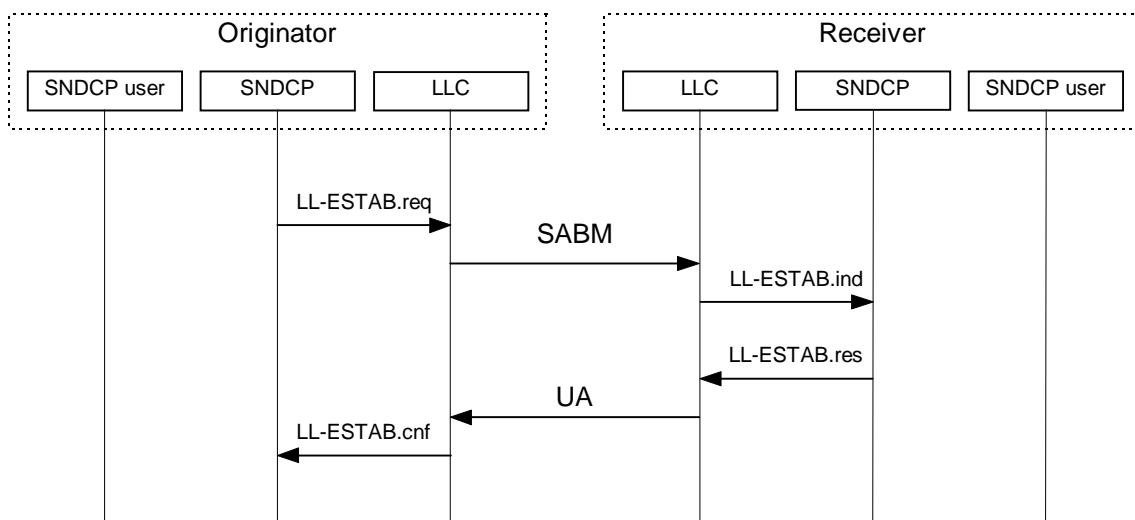 Originator
Receiver
SNDCP user
SNDCP
LLC
LLC
SNDCP
SNDCP user
LL-ESTAB.req
SABM
LL-ESTAB.ind
LL-ESTAB.res
UA
LL-ESTAB.cnf